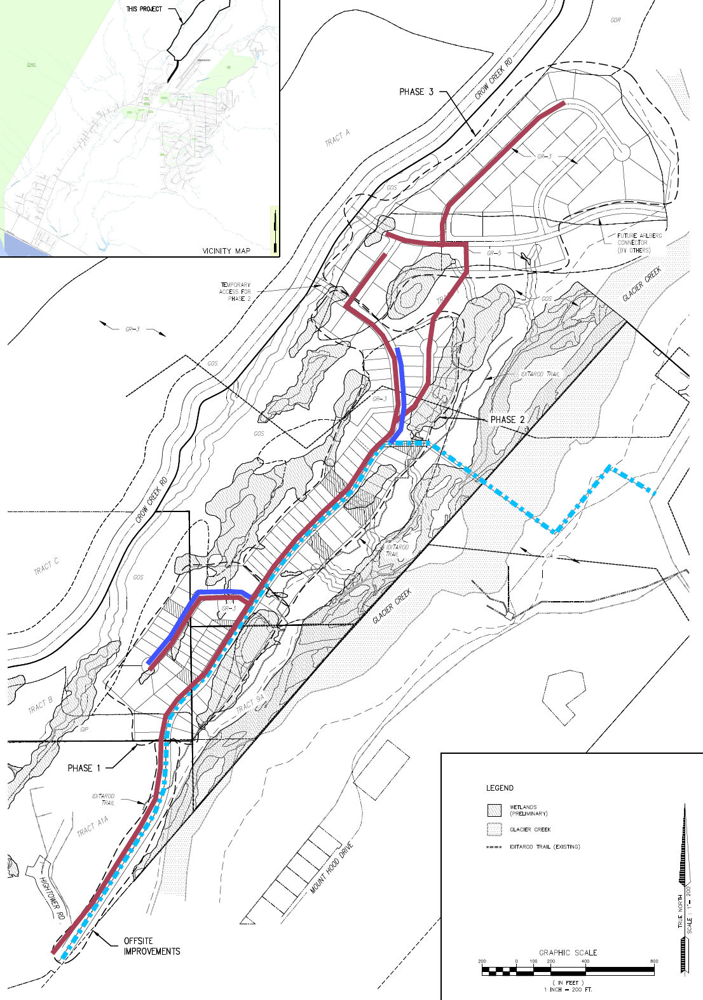 THIS PROJECT
VICINITY MAP
GDR
CROW CREEK RD
PHASE 3
TRACT A
GR-3
GOS
FUTURE ARLBERG
CONNECTOR
(BY OTHERS)
GR-5
GLACIER CREEK
TEMPORARY
ACCESS FOR
PHASE 2
GOS
GR-3
GOS
IDITAROD TRAIL
GR-3
PHASE 2
GOS
CROW CREEK RD
IDITAROD
TRAIL
GA
TRACT C
GOS
GLACIER CREEK
GR-3
TRACT B
TRACT 9A
GIP
PHASE 1
IDITAROD
TRAIL
TRACT A1A
HIGHTOWER RD
MOUNT HOOD DRIVE
OFFSITE
IMPROVEMENTS
LEGEND
WETLANDS
(PRELIMINARY)
GLACIER CREEK
IDITAROD TRAIL (EXISTING)
TRUE NORTH
SCALE : 1"= 200'
GRAPHIC SCALE
200 0 100 200 400 800
( IN FEET )
1 INCH = 200 FT.